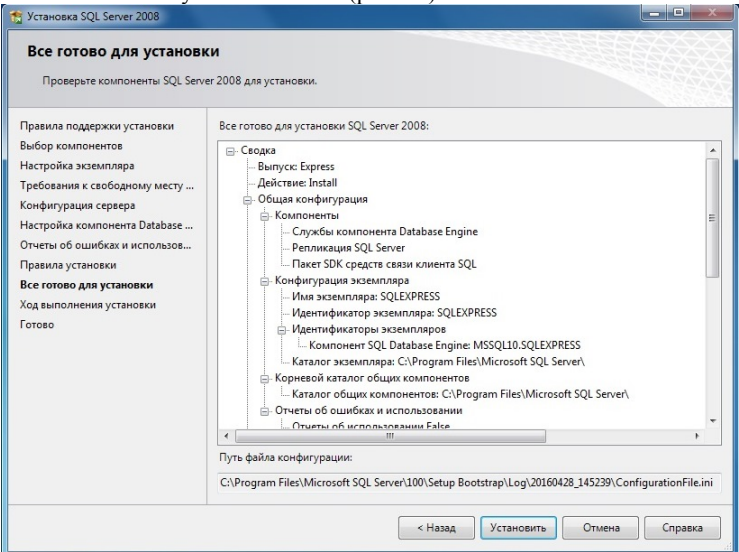 Установка SQL Server 2008
Все готово для установки
Проверьте компоненты SQL Server 2008 для установки.
Правила поддержки установки
Выбор компонентов
Настройка экземпляра
Требования к свободному месту ...
Конфигурация сервера
Настройка компонента Database ...
Отчеты об ошибках и использов...
Правила установки
Все готово для установки
Ход выполнения установки
Готово
Все готово для установки SQL Server 2008:
Сводка
Выпуск: Express
Действие: Install
Общая конфигурация
Компоненты
Службы компонента Database Engine
Репликация SQL Server
Пакет SDK средств связи клиента SQL
Конфигурация экземпляра
Имя экземпляра: SQLEXPRESS
Идентификатор экземпляра: SQLEXPRESS
Идентификаторы экземпляров
Компонент SQL Database Engine: MSSQL10.SQLEXPRESS
Каталог экземпляра: C:\Program Files\Microsoft SQL Server\
Корневой каталог общих компонентов
Каталог общих компонентов: C:\Program Files\Microsoft SQL Server\
Отчеты об ошибках и использовании
Отчеты об использовании False
Путь файла конфигурации:
C:\Program Files\Microsoft SQL Server\100\Setup Bootstrap\Log\20160428_145239\ConfigurationFile.ini
< Назад
Установить
Отмена
Справка